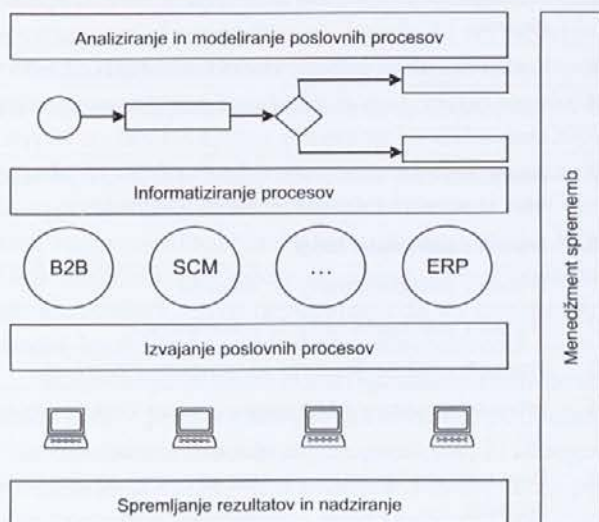 Analiziranje in modeliranje poslovnih procesov
Informatiziranje procesov
B2B
SCM
...
ERP
Izvajanje poslovnih procesov
Spremljanje rezultatov in nadziranje
Menedžment sprememb